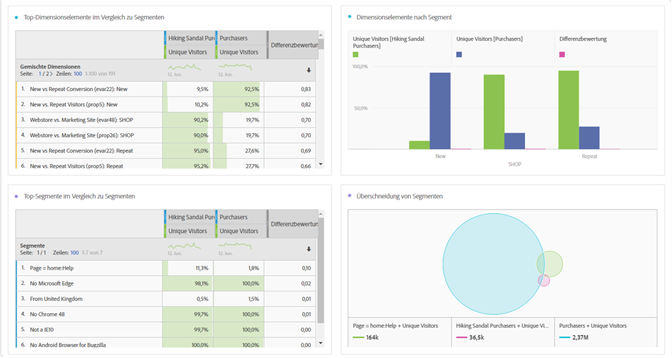 Top-Dimensionselemente im Vergleich zu Segmenten
Hiking Sandal Purc Purchasers
Unique Visitors Unique Visitors Differenzbewertun
Gemischte Dimensionen
Seite: 1 / 2 > Zeilen: 100 1-100 von 191
12. Jun. 12. Jun.
1. New vs Repeat Conversion (evar22): New 9,5% 92,5% 0,83
2. New vs. Repeat Visitors (prop5): New 10,2% 92,5% 0,82
3. Webstore vs. Marketing Site (evar48): SHOP 90,2% 19,7% 0,70
4. Webstore vs. Marketing Site (prop26): SHOP 90,0% 19,7% 0,70
5. New vs Repeat Conversion (evar22): Repeat 95,0% 27,6% 0,69
6. New vs. Repeat Visitors (prop5): Repeat 95,2% 27,7% 0,66
Dimensionselemente nach Segment
Unique Visitors [Hiking Sandal Purchasers] Unique Visitors [Purchasers] Differenzbewertung
100,0%
50,0%
New SHOP Repeat
Top-Segmente im Vergleich zu Segmenten
Hiking Sandal Purc Purchasers
Unique Visitors Unique Visitors Differenzbewertun
Segmente
Seite: 1 / 1 Zeilen: 100 1-7 von 7
12. Jun. 12. Jun.
1. Page = home:Help 11,3% 1,8% 0,10
2. No Microsoft Edge 98,1% 100,0% 0,02
3. From United Kingdom 0,5% 1,5% 0,01
4. No Chrome 48 99,7% 100,0% 0,01
5. Not a IE10 99,7% 100,0% 0,00
6. No Android Browser for Bugzilla 100,0% 100,0% 0,00
Überschneidung von Segmenten
Page = home:Help + Unique Visitors Hiking Sandal Purchasers + Unique Vi... Purchasers + Unique Visitors
164k 36,5k 2,37M